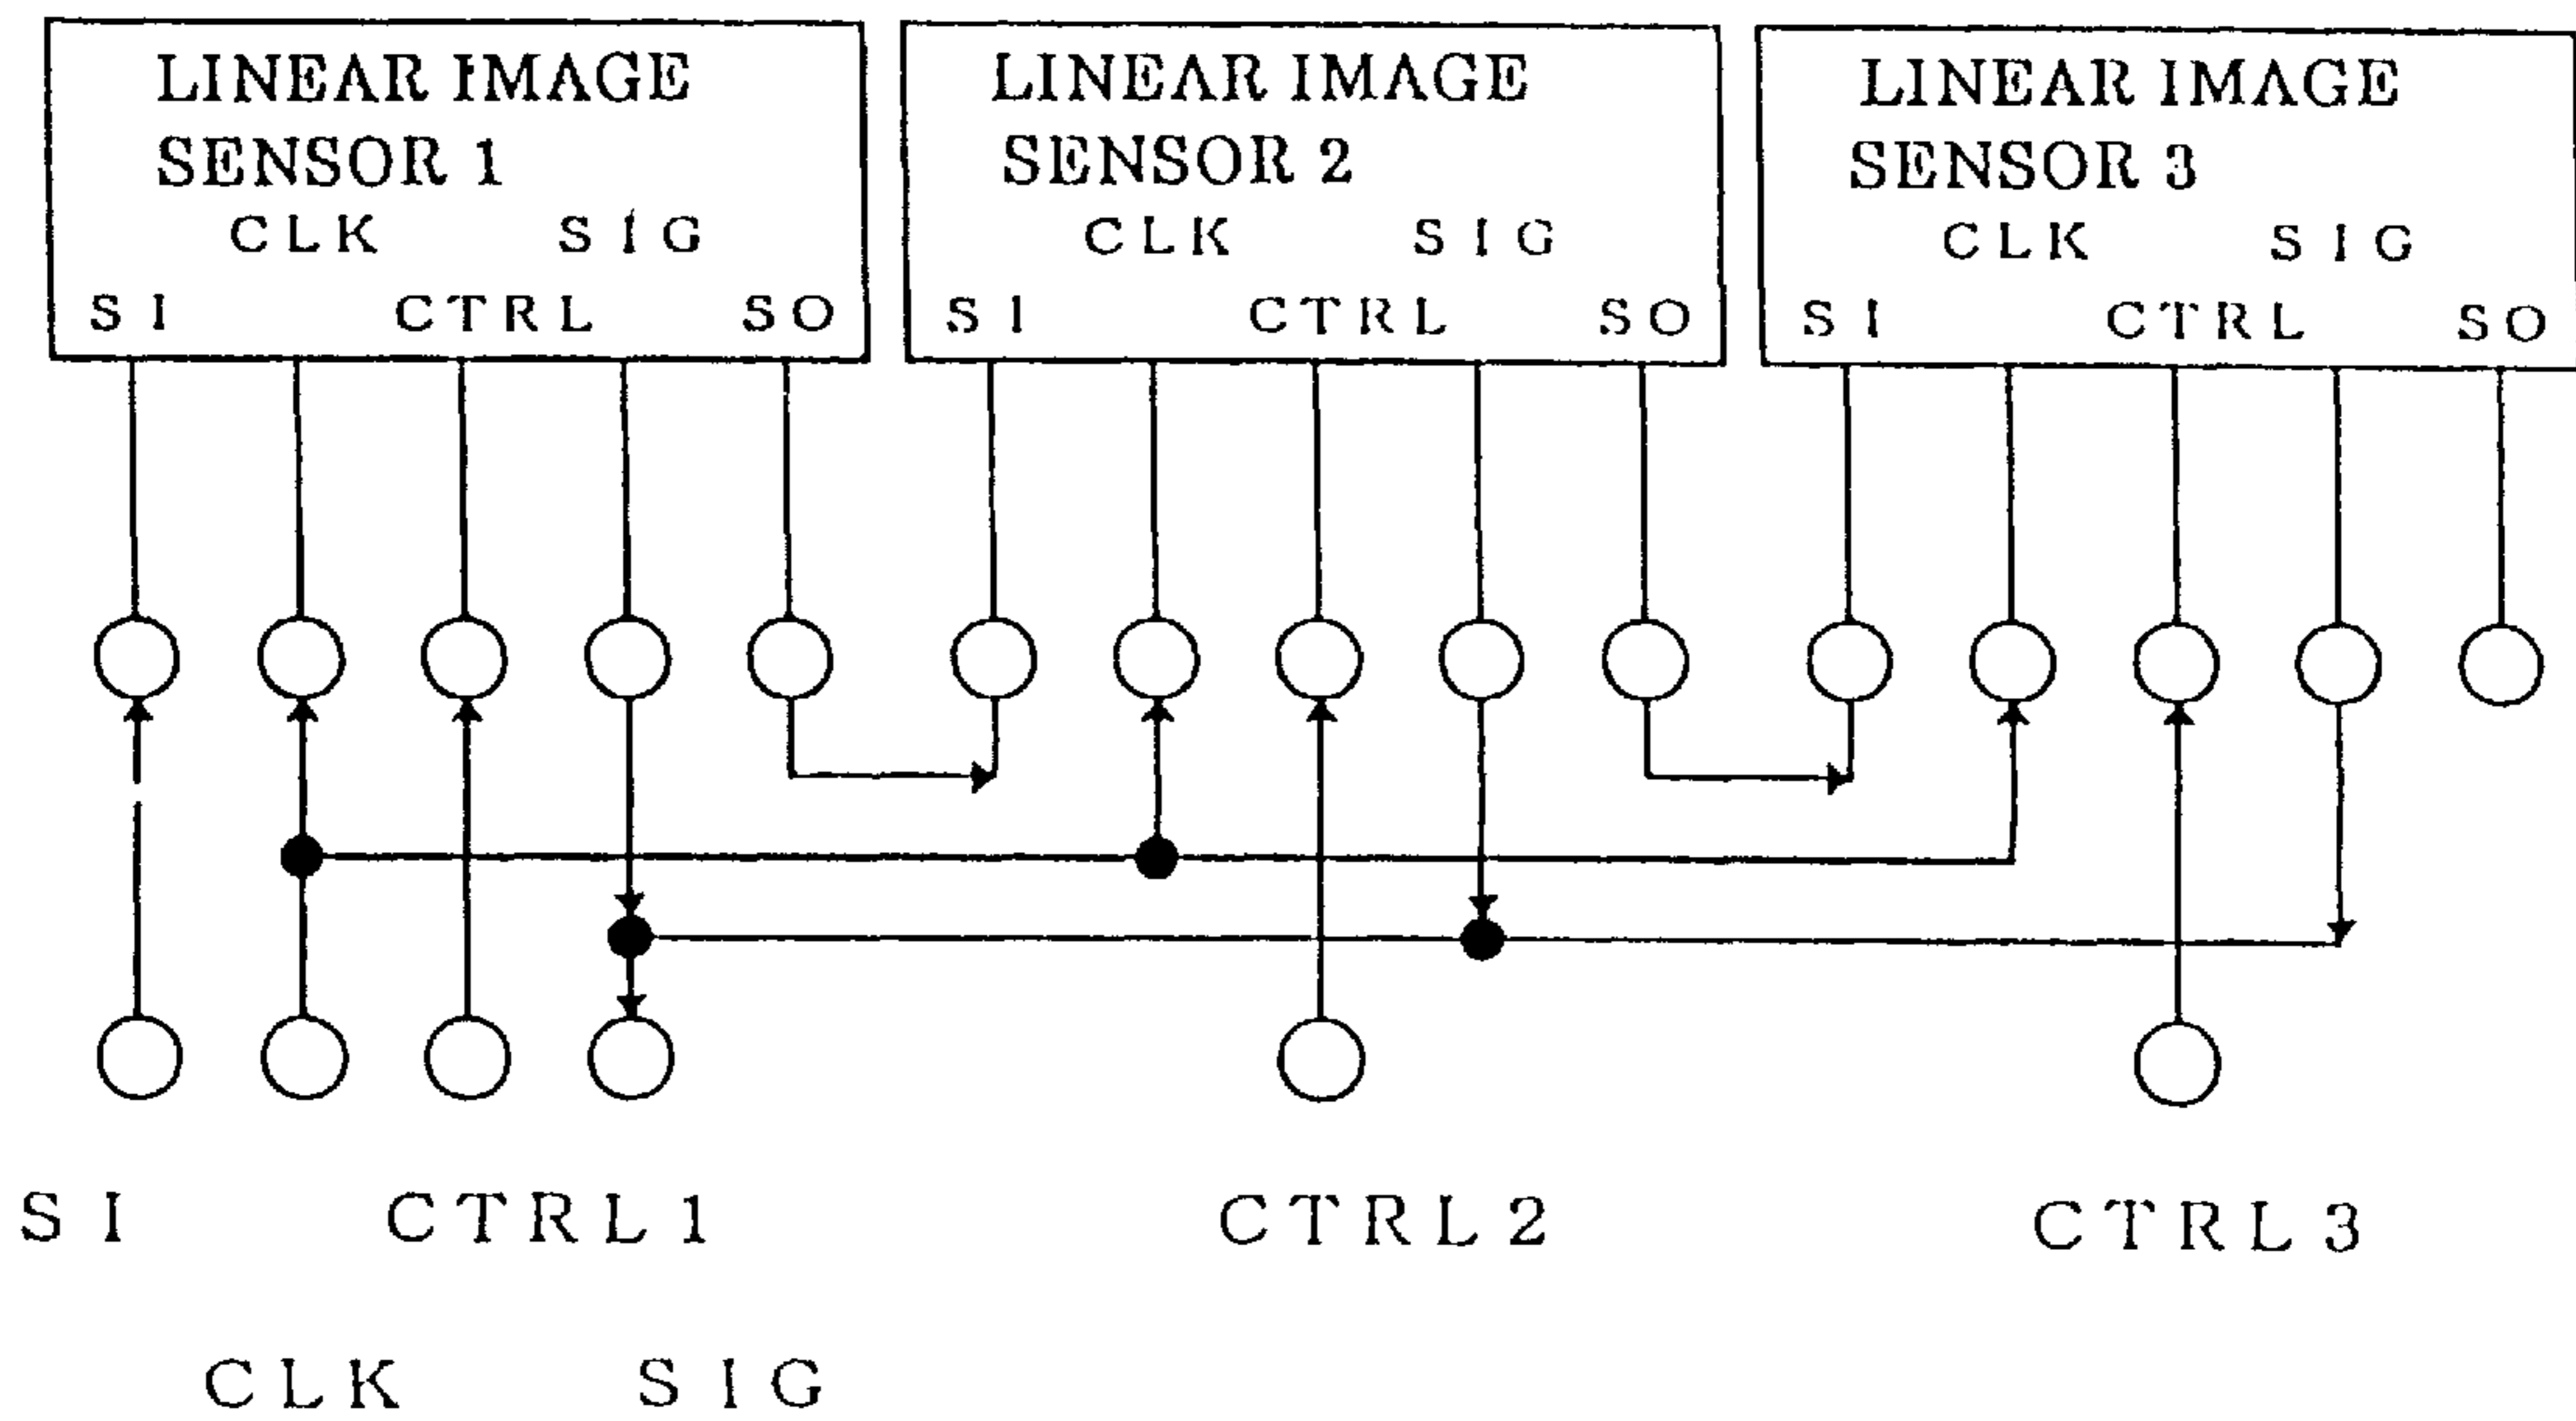 LINEAR IMAGE
SENSOR 1
CLK SIG
SI CTRL SO
LINEAR IMAGE
SENSOR 2
CLK SIG
SI CTRL SO
LINEAR IMAGE
SENSOR 3
CLK SIG
SI CTRL SO
SI CTRL1 CTRL2 CTRL3
CLK SIG